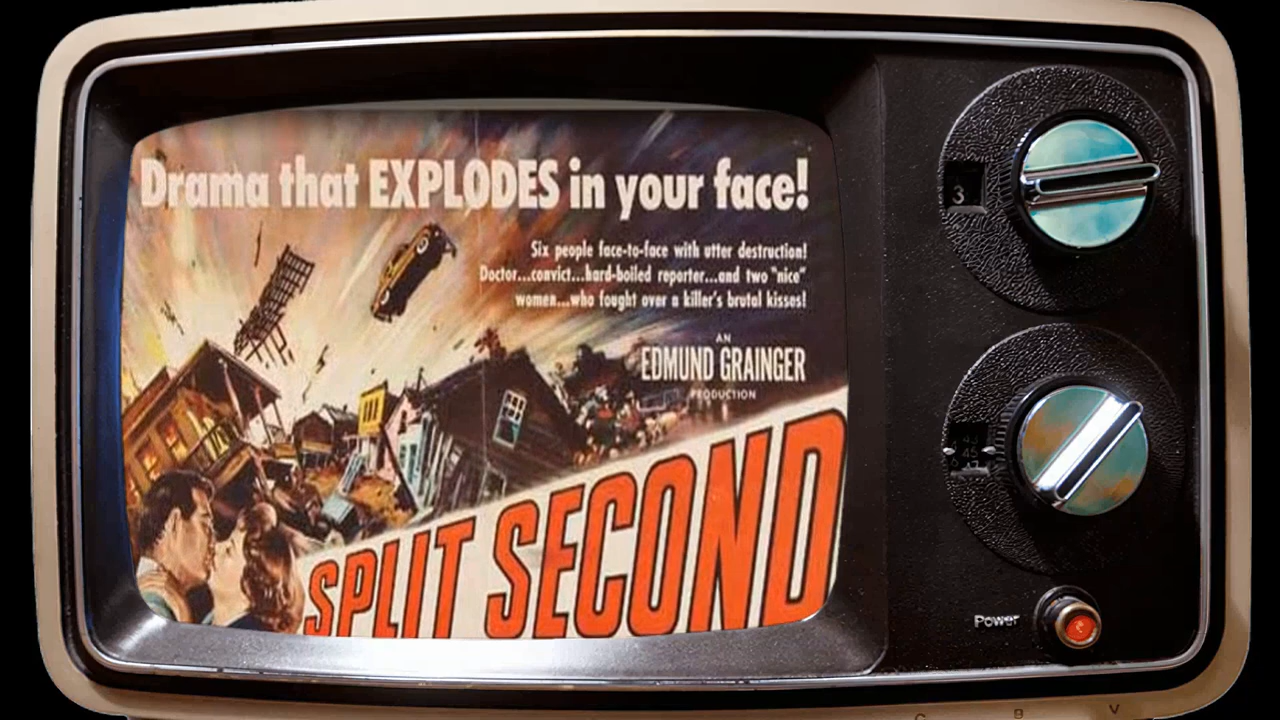 Drama that EXPLODES in your face!
Six people face-to-face with utter destruction!
Doctor...convict...hard-boiled reporter...and two "nice"
women...who fought over a killer's brutal kisses!
AN
EDMUND GRAINGER
PRODUCTION
SPLIT SECOND
3
45
Power